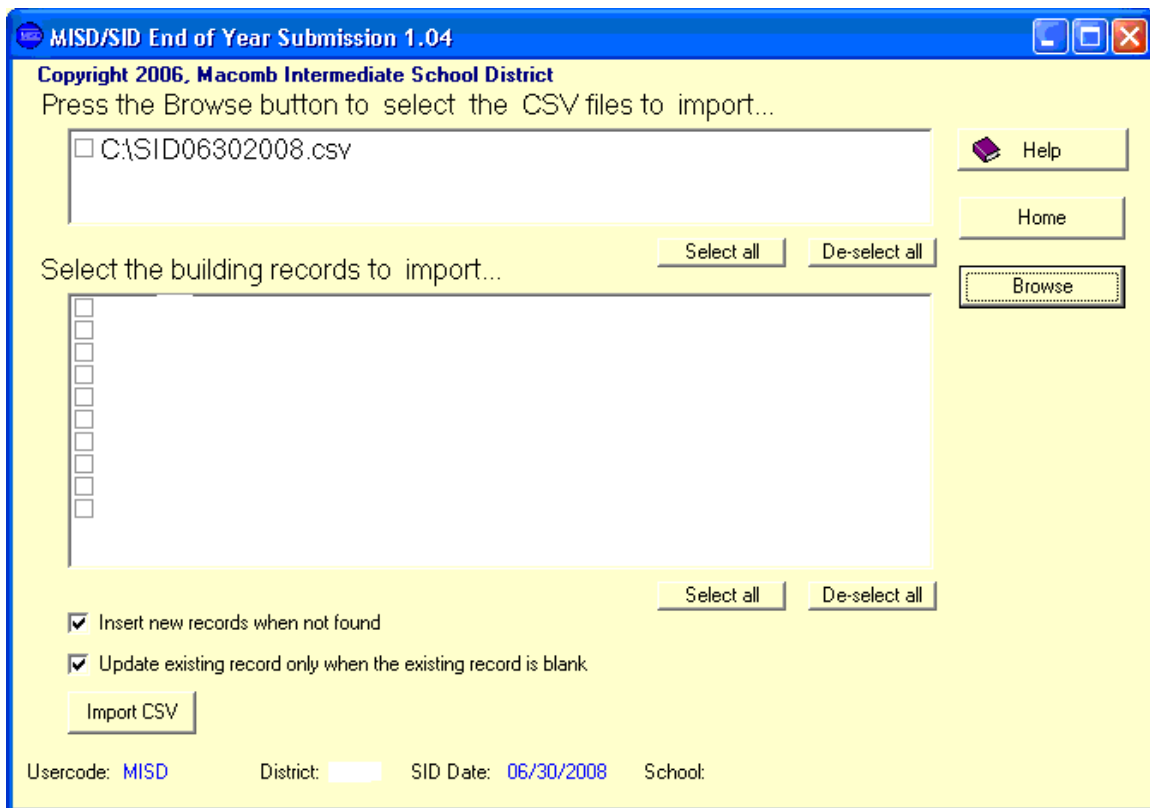 MISD/SID End of Year Submission 1.04
Copyright 2006, Macomb Intermediate School District
Press the Browse button to select the CSV files to import...
C:\SID06302008.csv
Help
Home
Select all De-select all
Select the building records to import...
Browse
Select all De-select all
Insert new records when not found
Update existing record only when the existing record is blank
Import CSV
Usercode: MISD District: SID Date: 06/30/2008 School: